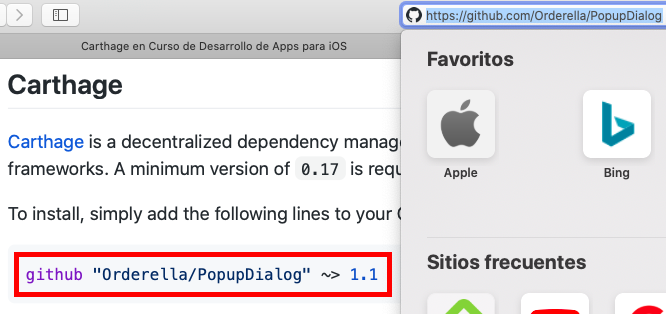 https://github.com/Orderella/PopupDialog
Carthage en Curso de Desarrollo de Apps para iOS
Carthage
Carthage is a decentralized dependency manage
frameworks. A minimum version of 0.17 is requ
To install, simply add the following lines to your
github "Orderella/PopupDialog" ~> 1.1
Favoritos
Apple
Bing
Sitios frecuentes